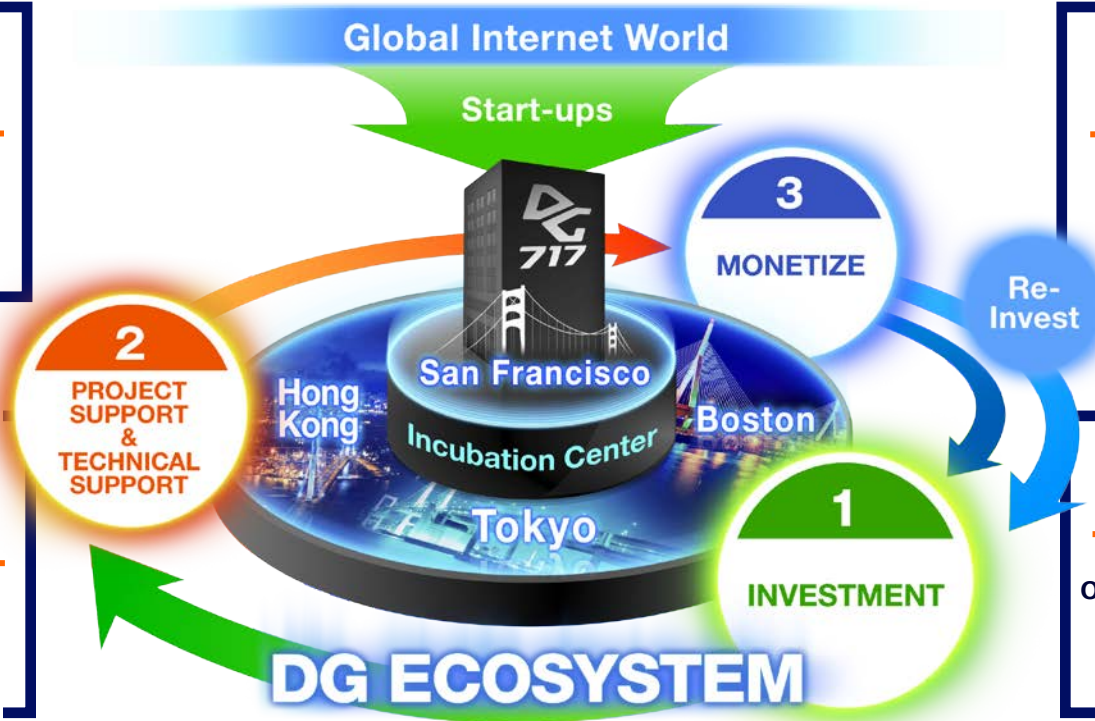 Global Internet World
Start-ups
DG
717
3
MONETIZE
Re-
Invest
2
PROJECT
SUPPORT
&
TECHNICAL
SUPPORT
Hong
Kong
San Francisco
Boston
Incubation Center
Tokyo
1
INVESTMENT
DG ECOSYSTEM